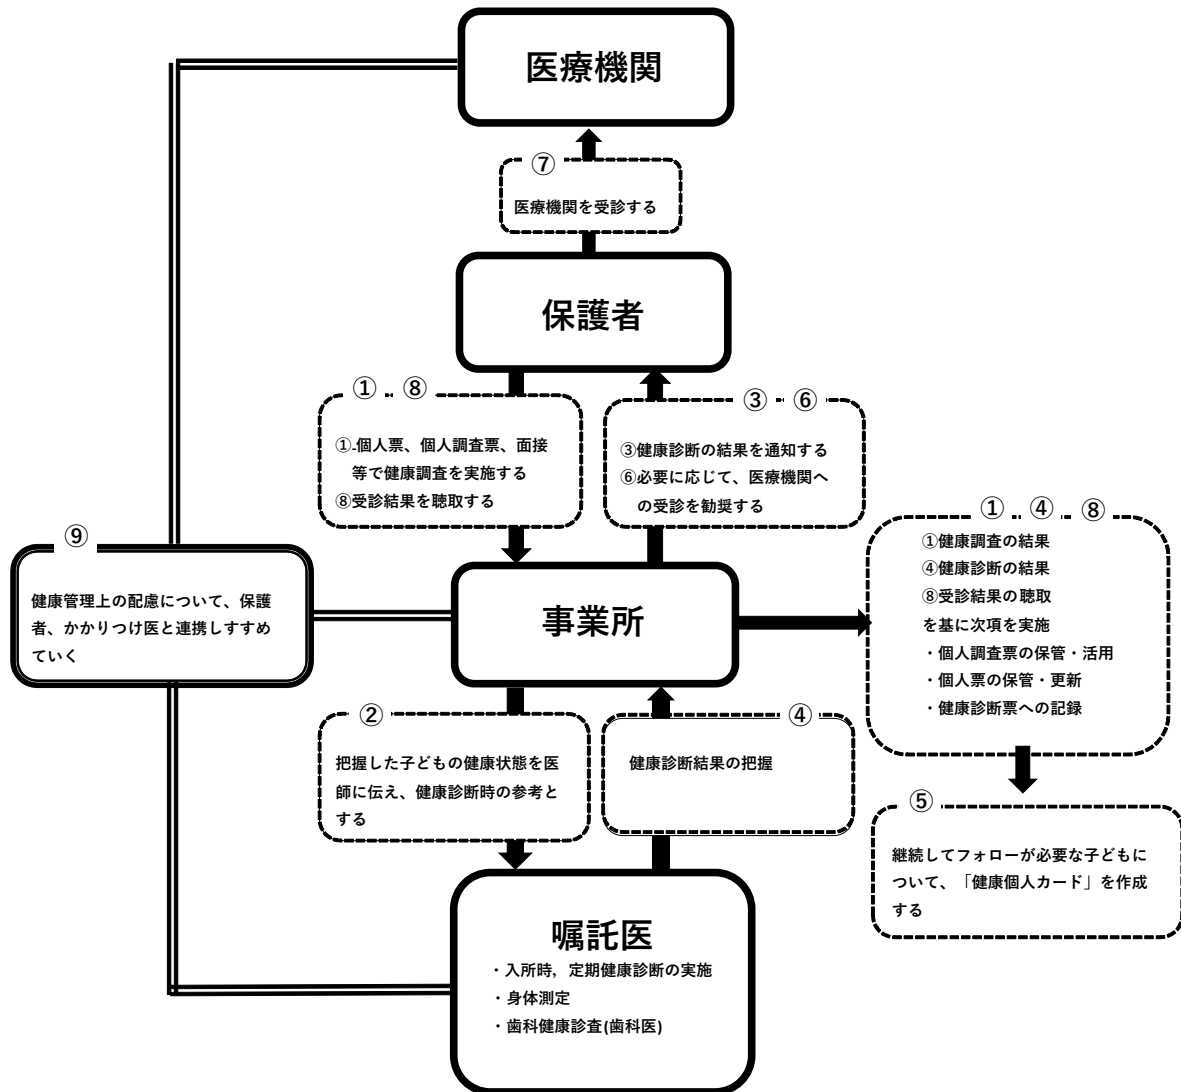 医療機関
⑦
医療機関を受診する
保護者
① ⑧
①-個人票、個人調査票、面接
等で健康調査を実施する
⑧受診結果を聴取する
③ ⑥
③健康診断の結果を通知する
⑥必要に応じて、医療機関へ
の受診を勧奨する
⑨
健康管理上の配慮について、保護
者、かかりつけ医と連携しすすめ
ていく
事業所
① ④ ⑧
①健康調査の結果
④健康診断の結果
⑧受診結果の聴取
を基に次項を実施
・個人調査票の保管・活用
・個人票の保管・更新
・健康診断票への記録
②
把握した子どもの健康状態を医
師に伝え、健康診断時の参考と
する
④
健康診断結果の把握
⑤
継続してフォローが必要な子どもに
ついて、「健康個人カード」を作成
する
嘱託医
・入所時，定期健康診断の実施
・身体測定
・歯科健康診査(歯科医)